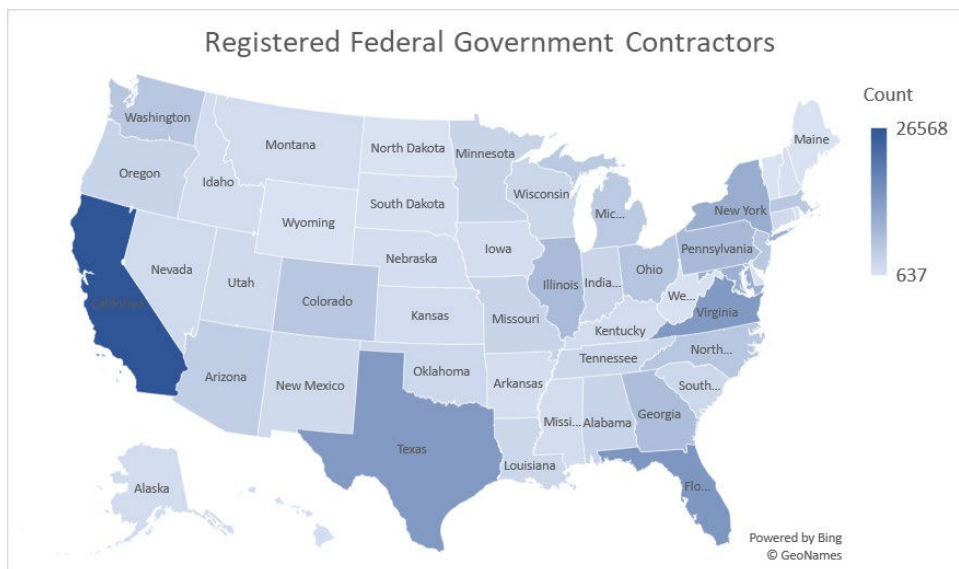 Registered Federal Government Contractors
Count
26568
637
Washington
Montana
North Dakota
Minnesota
Maine
Oregon
Idaho
Wisconsin
South Dakota
Mic...
New York
Wyoming
Iowa
Pennsylvania
Nebraska
Nevada
Utah
Colorado
Illinois
Indi...
Ohio
We...
California
Kansas
Missouri
Virginia
Kentucky
North...
Tennessee
Arizona
New Mexico
Oklahoma
Arkansas
South...
Missi...
Alabama
Georgia
Texas
Louisiana
Alaska
Flo...
Powered by Bing
© GeoNames